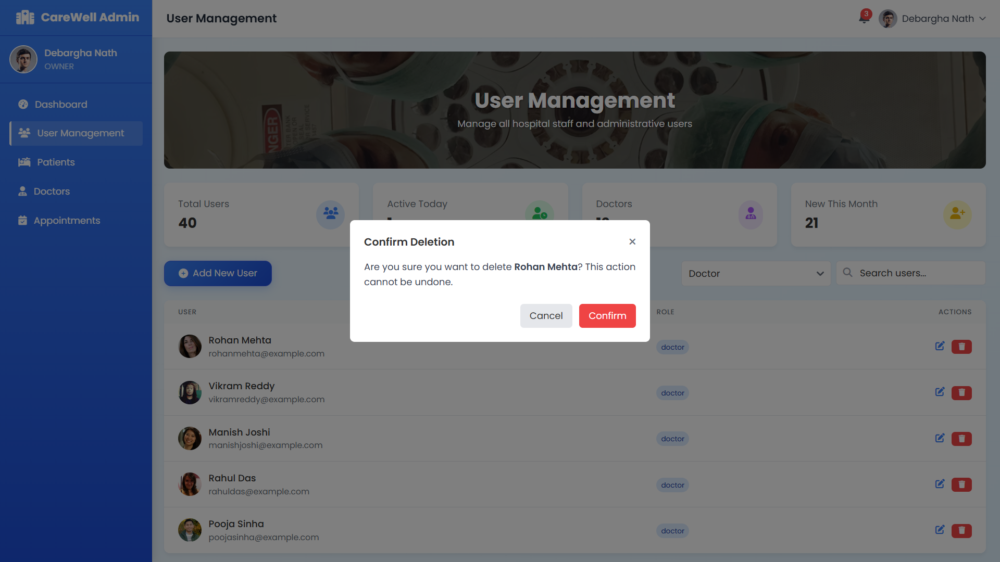 CareWell Admin
User Management
3
Debargha Nath
Debargha Nath
OWNER
Dashboard
User Management
Patients
Doctors
Appointments
User Management
Manage all hospital staff and administrative users
Total Users
40
Active Today
Doctors
New This Month
21
Confirm Deletion
Are you sure you want to delete Rohan Mehta? This action
cannot be undone.
Cancel
Confirm
Add New User
Doctor
Search users...
USER
ROLE
ACTIONS
Rohan Mehta
rohanmehta@example.com
doctor
Vikram Reddy
vikramreddy@example.com
doctor
Manish Joshi
manishjoshi@example.com
doctor
Rahul Das
rahuldas@example.com
doctor
Pooja Sinha
poojasinha@example.com
doctor